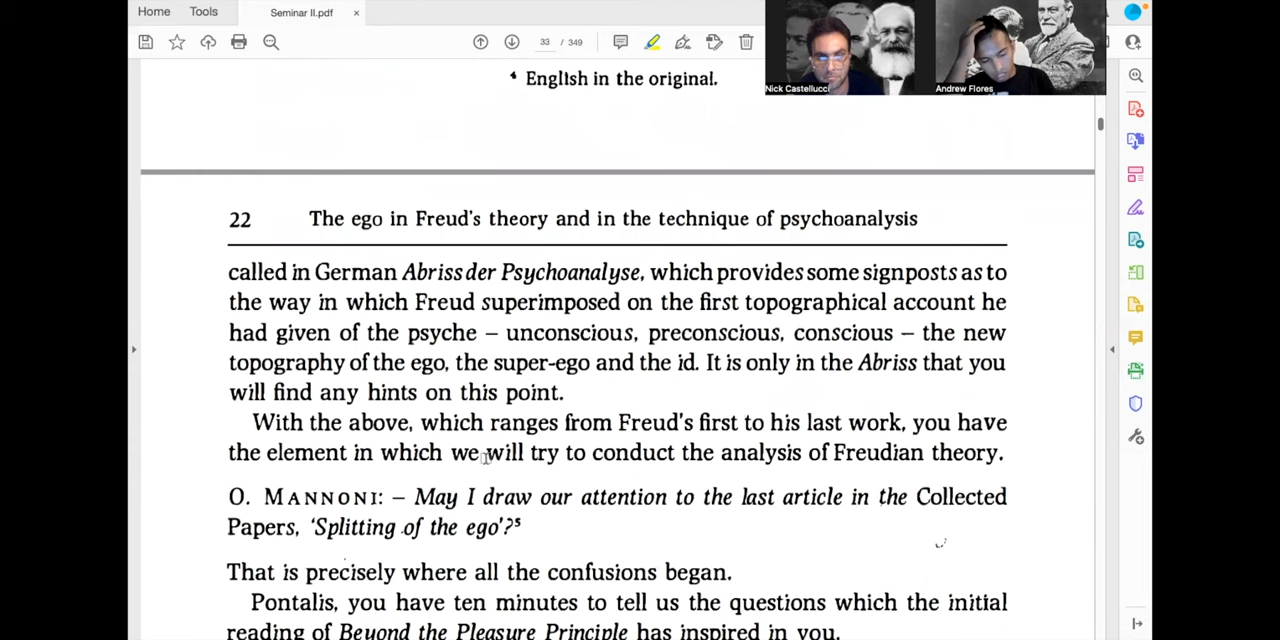 Home Tools Seminar II.pdf ×
33 / 349
⁴ English in the original.
Nick Castellucci
Andrew Flores
22 The ego in Freud's theory and in the technique of psychoanalysis
called in German Abriss der Psychoanalyse, which provides some signposts as to
the way in which Freud superimposed on the first topographical account he
had given of the psyche – unconscious, preconscious, conscious – the new
topography of the ego, the super-ego and the id. It is only in the Abriss that you
will find any hints on this point.
With the above, which ranges from Freud's first to his last work, you have
the element in which we will try to conduct the analysis of Freudian theory.
O. MANNONI: – May I draw our attention to the last article in the Collected
Papers, 'Splitting of the ego'?⁵
That is precisely where all the confusions began.
Pontalis, you have ten minutes to tell us the questions which the initial
reading of Beyond the Pleasure Principle has inspired in you.